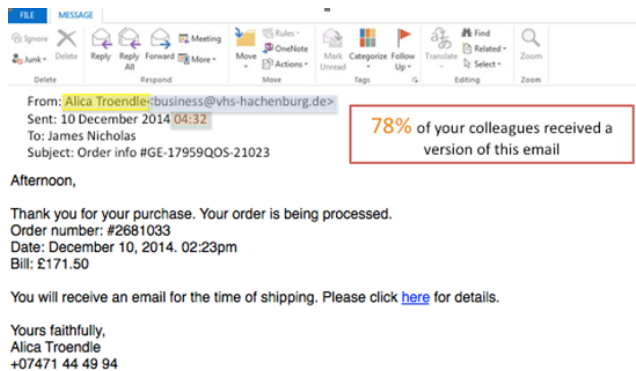 FILE MESSAGE
Ignore
Junk
Delete
Reply
Reply All
Forward
Meeting
More
Move
Rules
OneNote
Actions
Mark Unread
Categorize
Follow Up
Translate
Find
Related
Select
Zoom
Delete Respond Move Tags Editing Zoom
From: Alica Troendle<business@vhs-hachenburg.de>
Sent: 10 December 2014 04:32
To: James Nicholas
Subject: Order info #GE-17959QOS-21023
78% of your colleagues received a
version of this email
Afternoon,
Thank you for your purchase. Your order is being processed.
Order number: #2681033
Date: December 10, 2014. 02:23pm
Bill: £171.50
You will receive an email for the time of shipping. Please click here for details.
Yours faithfully,
Alica Troendle
+07471 44 49 94